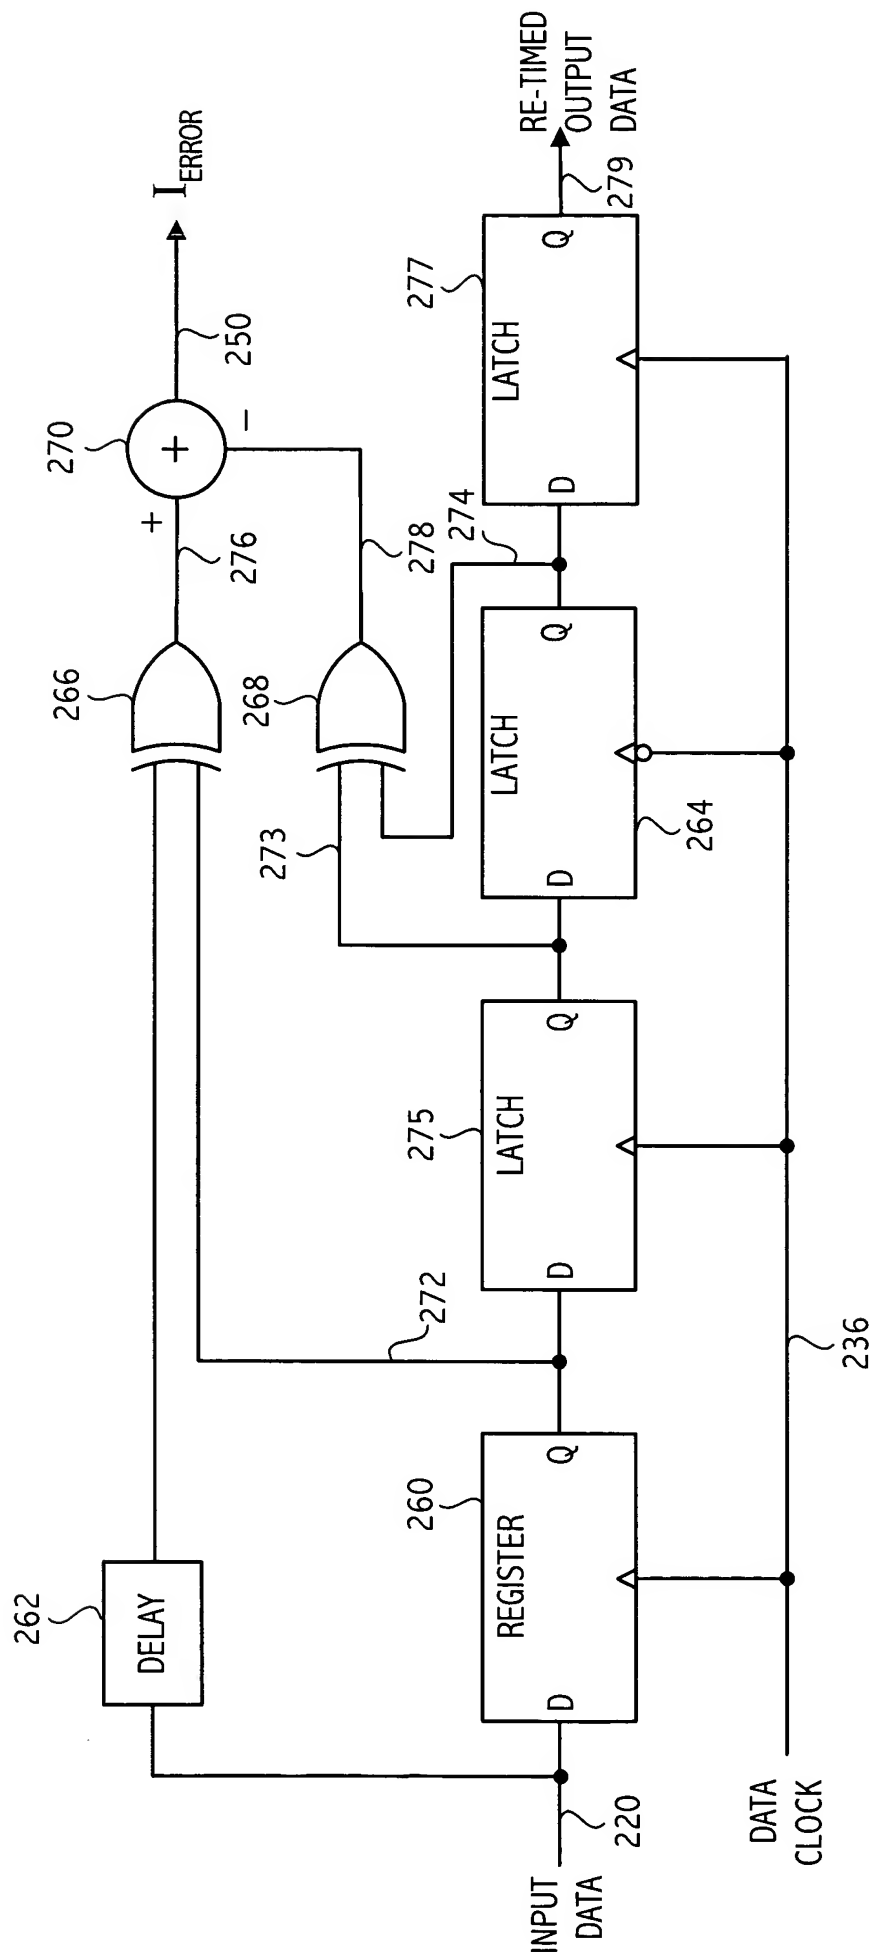 INPUT
DATA
220
DATA
CLOCK
262
DELAY
260
REGISTER
D
Q
272
236
275
LATCH
D
Q
273
264
LATCH
D
Q
274
266
268
276
278
270
+
+
−
250
I_ERROR
277
LATCH
D
Q
279
RE-TIMED
OUTPUT
DATA